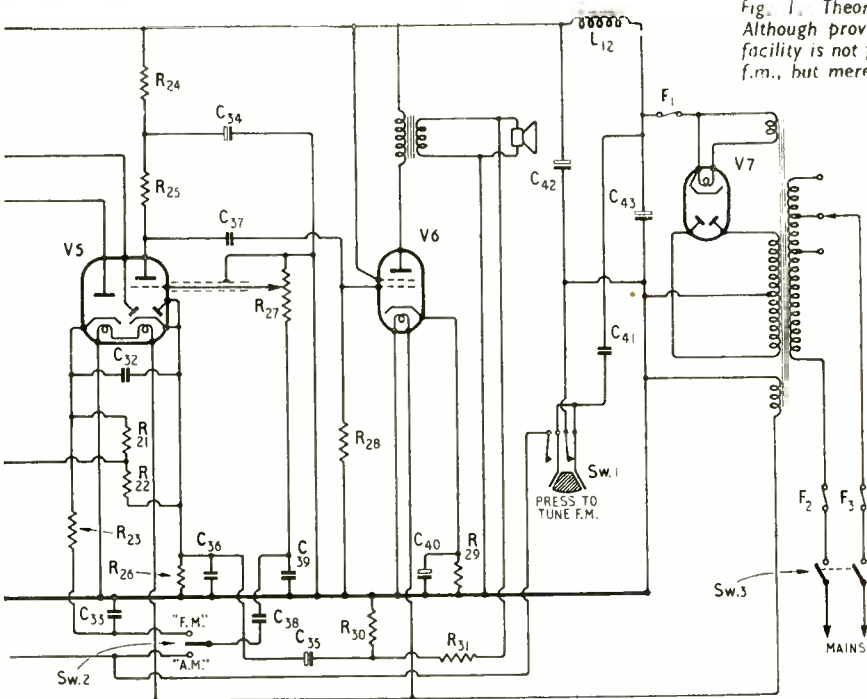 Fig. 1. Theor
Although prov
facility is not
f.m., but mere
L12
R24
F1
C34
V7
C42
R25
C43
C37
V5
V6
R27
C41
C32
R21
R28
Sw.1
R22
PRESS TO
TUNE F.M.
F2
F3
R23
C36
C39
C40
R29
R26
Sw.3
C33
"F.M."
C38
R30
C35
R31
MAINS
Sw.2
"A.M."